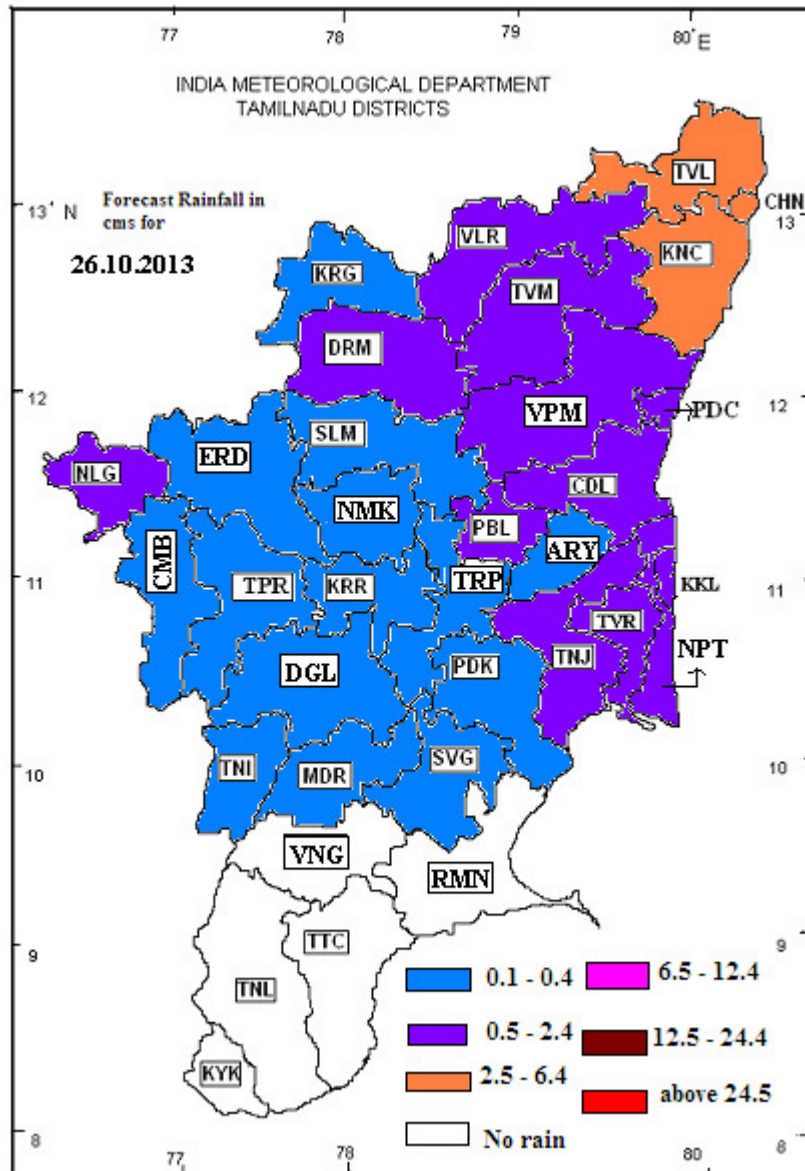 77 78 79 80° E
INDIA METEOROLOGICAL DEPARTMENT
TAMILNADU DISTRICTS
TVL
13° N
Forecast Rainfall in
cms for
CHN
13
26.10.2013
VLR
KNC
KRG
TVM
DRM
12
VPM
12
PDC
SLM
ERD
NLG
CDL
NMK
PBL
CMB
ARY
11
TPR
KRR
TRP
KKL
11
TVR
NPT
DGL
PDK
TNJ
10
TNI
MDR
SVG
10
VNG
RMN
9
TTC
9
0.1 - 0.4
6.5 - 12.4
TNL
0.5 - 2.4
12.5 - 24.4
KYK
2.5 - 6.4
above 24.5
No rain
8
8
77 78 80